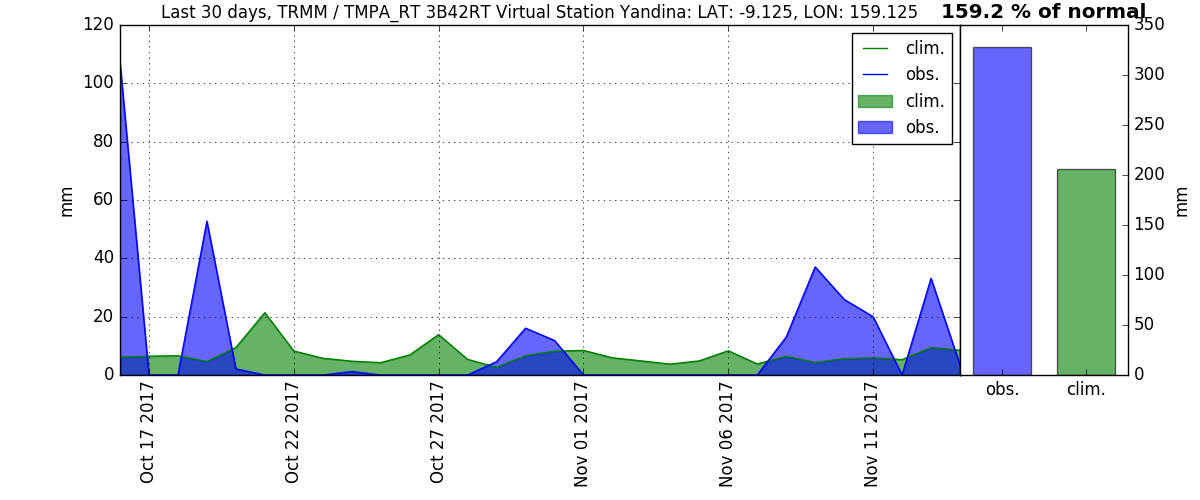 Last 30 days, TRMM / TMPA_RT 3B42RT Virtual Station Yandina: LAT: -9.125, LON: 159.125
159.2 % of normal
120
100
80
60
40
20
0
mm
clim.
obs.
clim.
obs.
350
300
250
200
150
100
50
0
mm
Oct 17 2017
Oct 22 2017
Oct 27 2017
Nov 01 2017
Nov 06 2017
Nov 11 2017
obs.
clim.